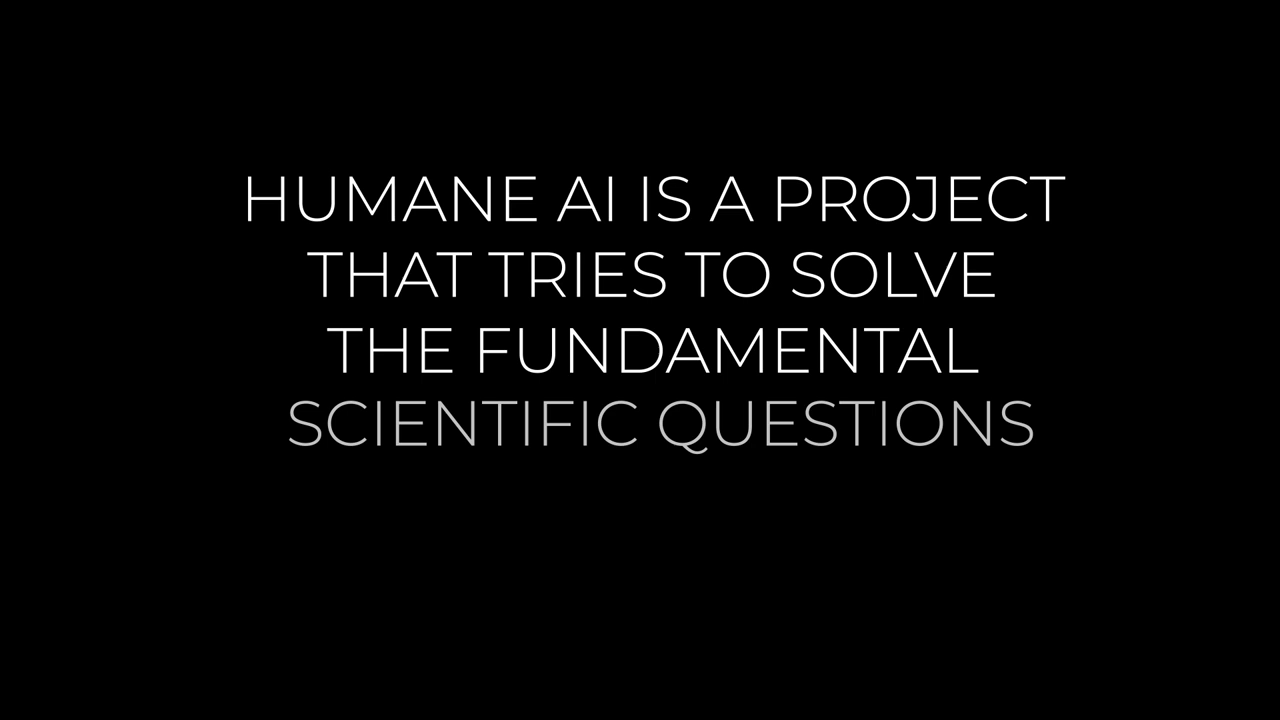 HUMANE AI IS A PROJECT
THAT TRIES TO SOLVE
THE FUNDAMENTAL
SCIENTIFIC QUESTIONS